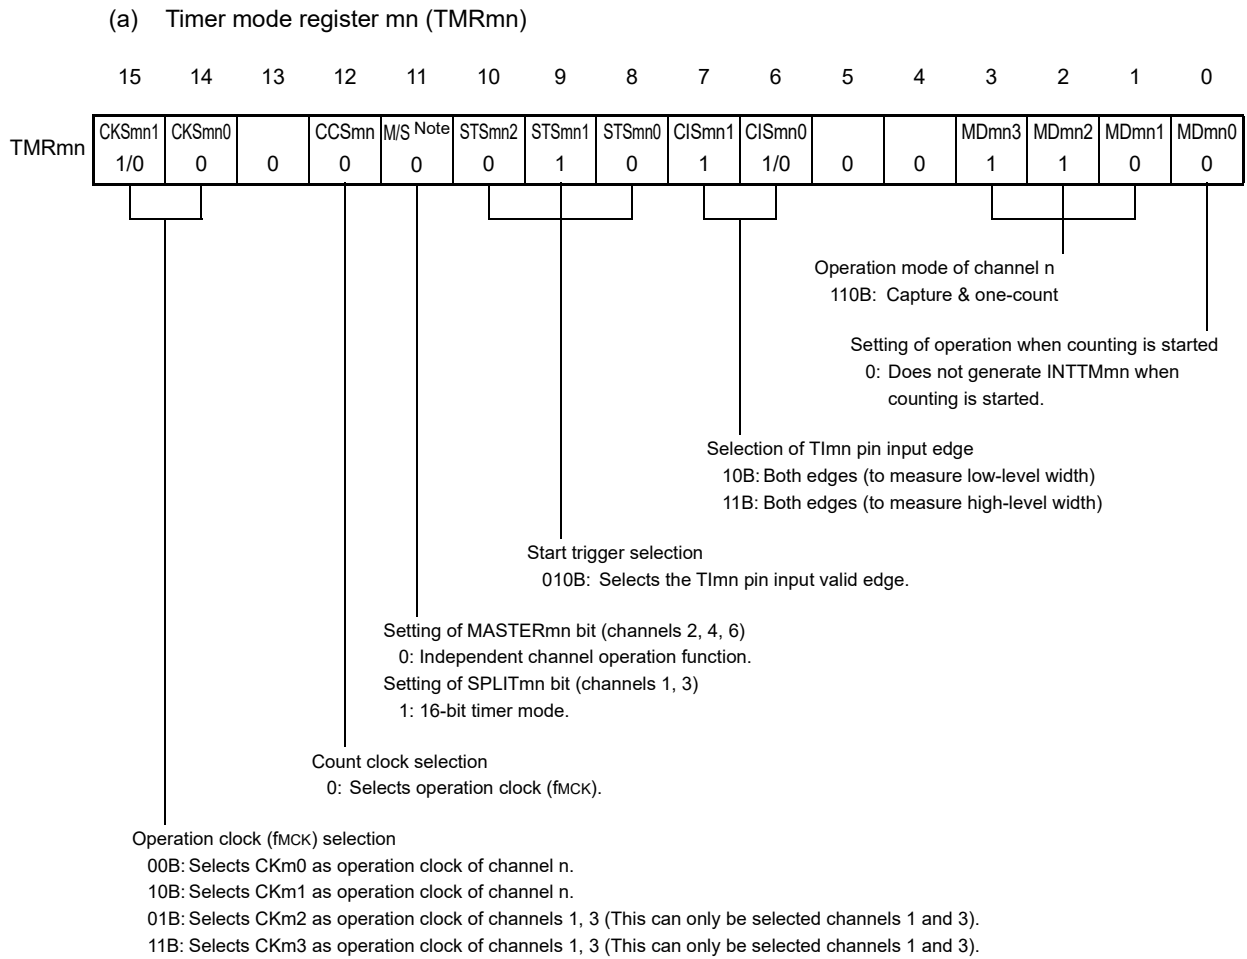 (a) Timer mode register mn (TMRmn)
15 14 13 12 11 10 9 8 7 6 5 4 3 2 1 0
TMRmn CKSmn1 CKSmn0 CCSmn M/S Note STSmn2 STSmn1 STSmn0 CISmn1 CISmn0 MDmn3 MDmn2 MDmn1 MDmn0
1/0 0 0 0 0 0 1 0 1 1/0 0 0 1 1 0 0
Operation mode of channel n
110B: Capture & one-count
Setting of operation when counting is started
0: Does not generate INTTMmn when
counting is started.
Selection of TImn pin input edge
10B: Both edges (to measure low-level width)
11B: Both edges (to measure high-level width)
Start trigger selection
010B: Selects the TImn pin input valid edge.
Setting of MASTERmn bit (channels 2, 4, 6)
0: Independent channel operation function.
Setting of SPLITmn bit (channels 1, 3)
1: 16-bit timer mode.
Count clock selection
0: Selects operation clock (fMCK).
Operation clock (fMCK) selection
00B: Selects CKm0 as operation clock of channel n.
10B: Selects CKm1 as operation clock of channel n.
01B: Selects CKm2 as operation clock of channels 1, 3 (This can only be selected channels 1 and 3).
11B: Selects CKm3 as operation clock of channels 1, 3 (This can only be selected channels 1 and 3).